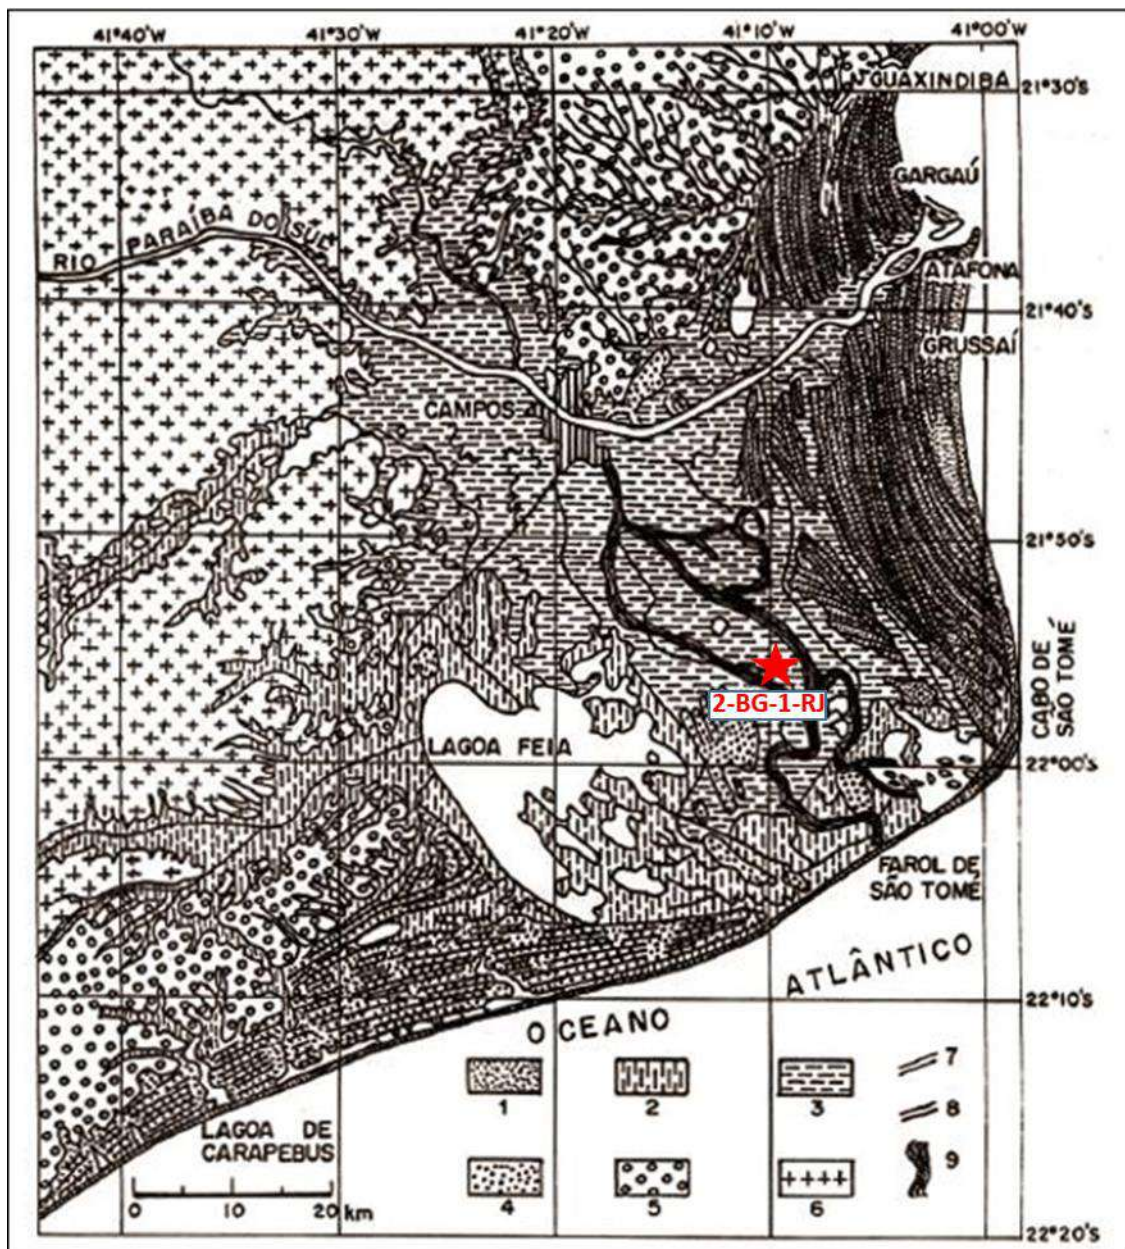 41°40'W 41°30'W 41°20'W 41°10'W 41°00'W
GUAXINDIBA
21°30'S
GARGAÚ
RIO PARAÍBA DO SUL
ATAFONA
21°40'S
GRUSSAÍ
CAMPOS
21°50'S
CABO DE
SÃO TOMÉ
2-BG-1-RJ
LAGOA FEIA
22°00'S
FAROL DE
SÃO TOMÉ
OCEANO ATLÂNTICO
22°10'S
1 2 3 7
8
LAGOA DE
CARAPEBUS
4 5 6 9
0 10 20 km
22°20'S